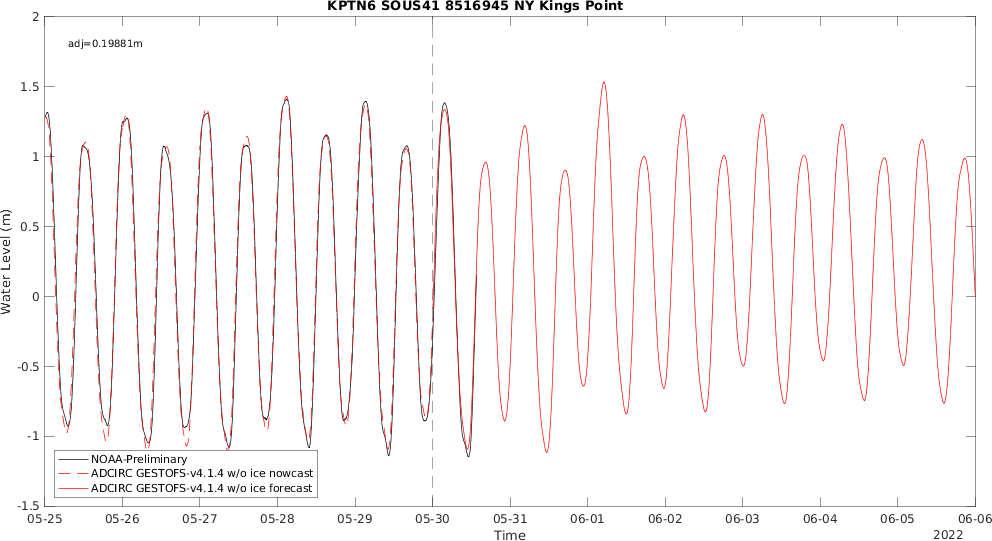 KPTN6 SOUS41 8516945 NY Kings Point
adj=0.19881m
2
1.5
1
0.5
0
-0.5
-1
-1.5
Water Level (m)
NOAA-Preliminary
ADCIRC GESTOFS-v4.1.4 w/o ice nowcast
ADCIRC GESTOFS-v4.1.4 w/o ice forecast
05-25 05-26 05-27 05-28 05-29 05-30 05-31 06-01 06-02 06-03 06-04 06-05 06-06
Time
2022